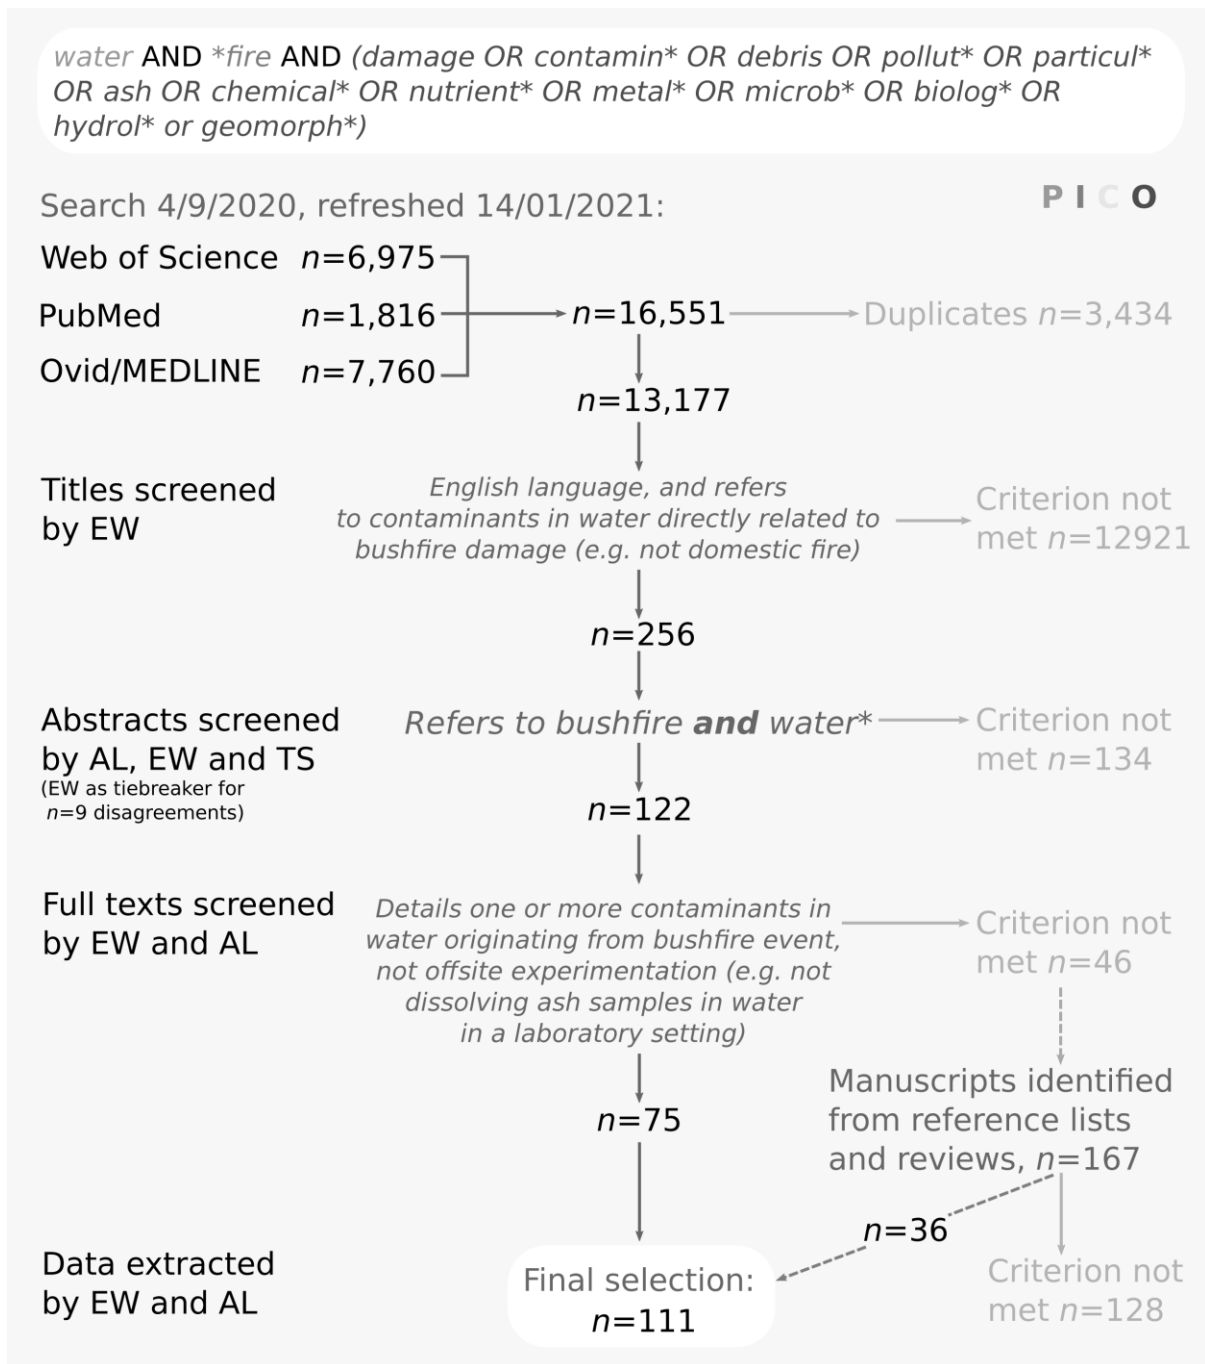 water AND *fire AND (damage OR contamin* OR debris OR pollut* OR particul*
OR ash OR chemical* OR nutrient* OR metal* OR microb* OR biolog* OR
hydrol* or geomorph*)
Search 4/9/2020, refreshed 14/01/2021:
P I C O
Web of Science n=6,975
PubMed n=1,816
Ovid/MEDLINE n=7,760
n=16,551
Duplicates n=3,434
n=13,177
Titles screened
by EW
English language, and refers
to contaminants in water directly related to
bushfire damage (e.g. not domestic fire)
Criterion not
met n=12921
n=256
Abstracts screened
by AL, EW and TS
(EW as tiebreaker for
n=9 disagreements)
Refers to bushfire and water*
Criterion not
met n=134
n=122
Full texts screened
by EW and AL
Details one or more contaminants in
water originating from bushfire event,
not offsite experimentation (e.g. not
dissolving ash samples in water
in a laboratory setting)
Criterion not
met n=46
Manuscripts identified
from reference lists
and reviews, n=167
n=75
n=36
Criterion not
met n=128
Data extracted
by EW and AL
Final selection:
n=111